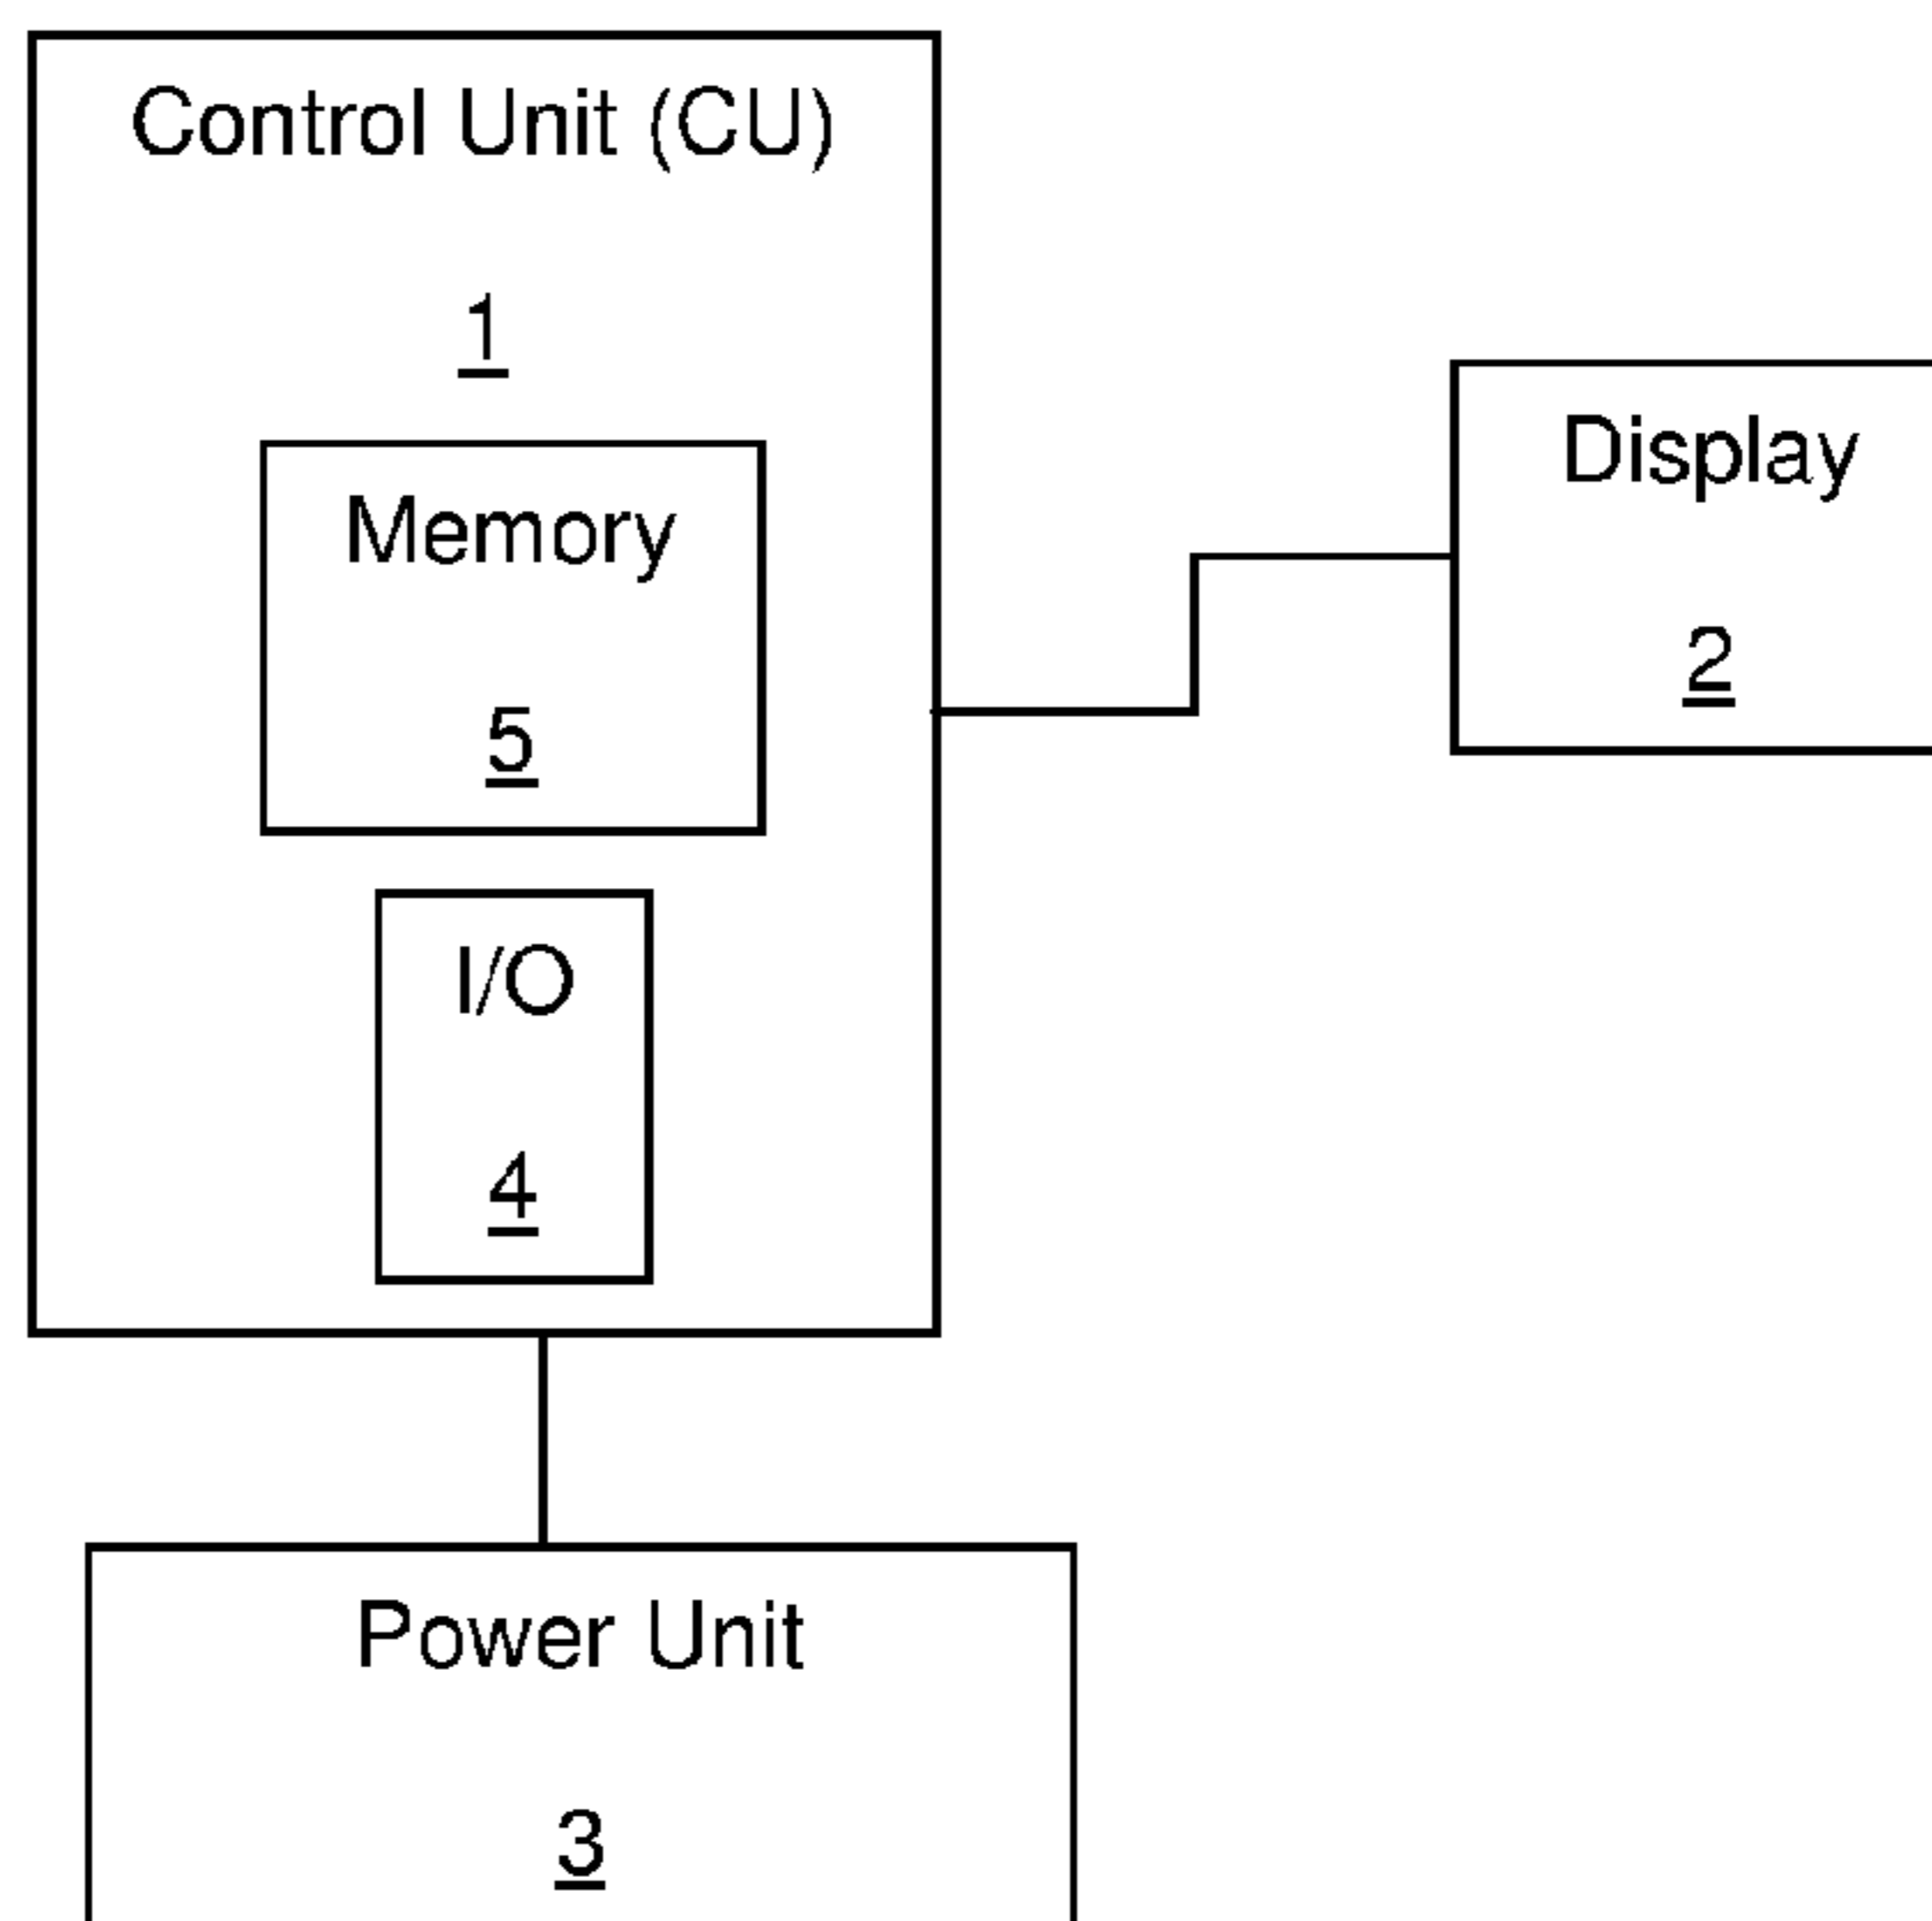 Control Unit (CU)
1
Memory
5
I/O
4
Display
2
Power Unit
3